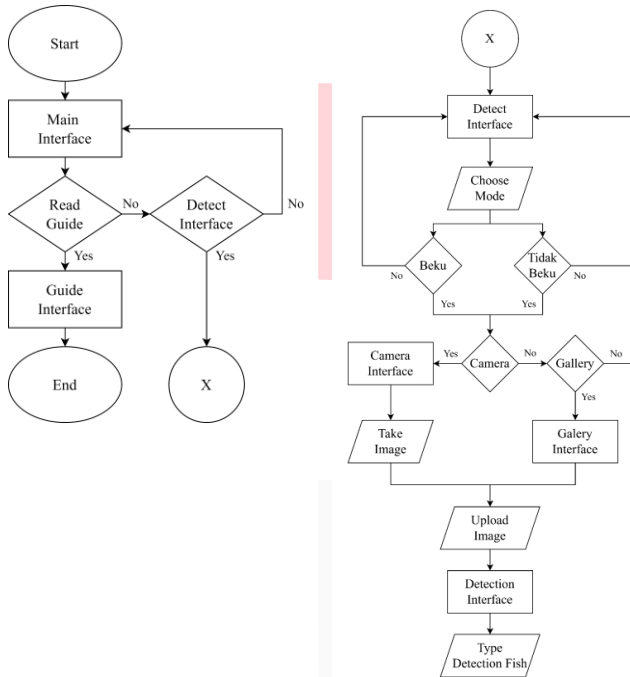 Start
Main
Interface
Read
Guide
No
Detect
Interface
No
Yes
Yes
Guide
Interface
End
X
X
Detect
Interface
Choose
Mode
Beku
No
Tidak
Beku
No
Yes
Yes
Camera
Interface
Yes
Camera
No
Gallery
No
Yes
Take
Image
Galery
Interface
Upload
Image
Detection
Interface
Type
Detection Fish